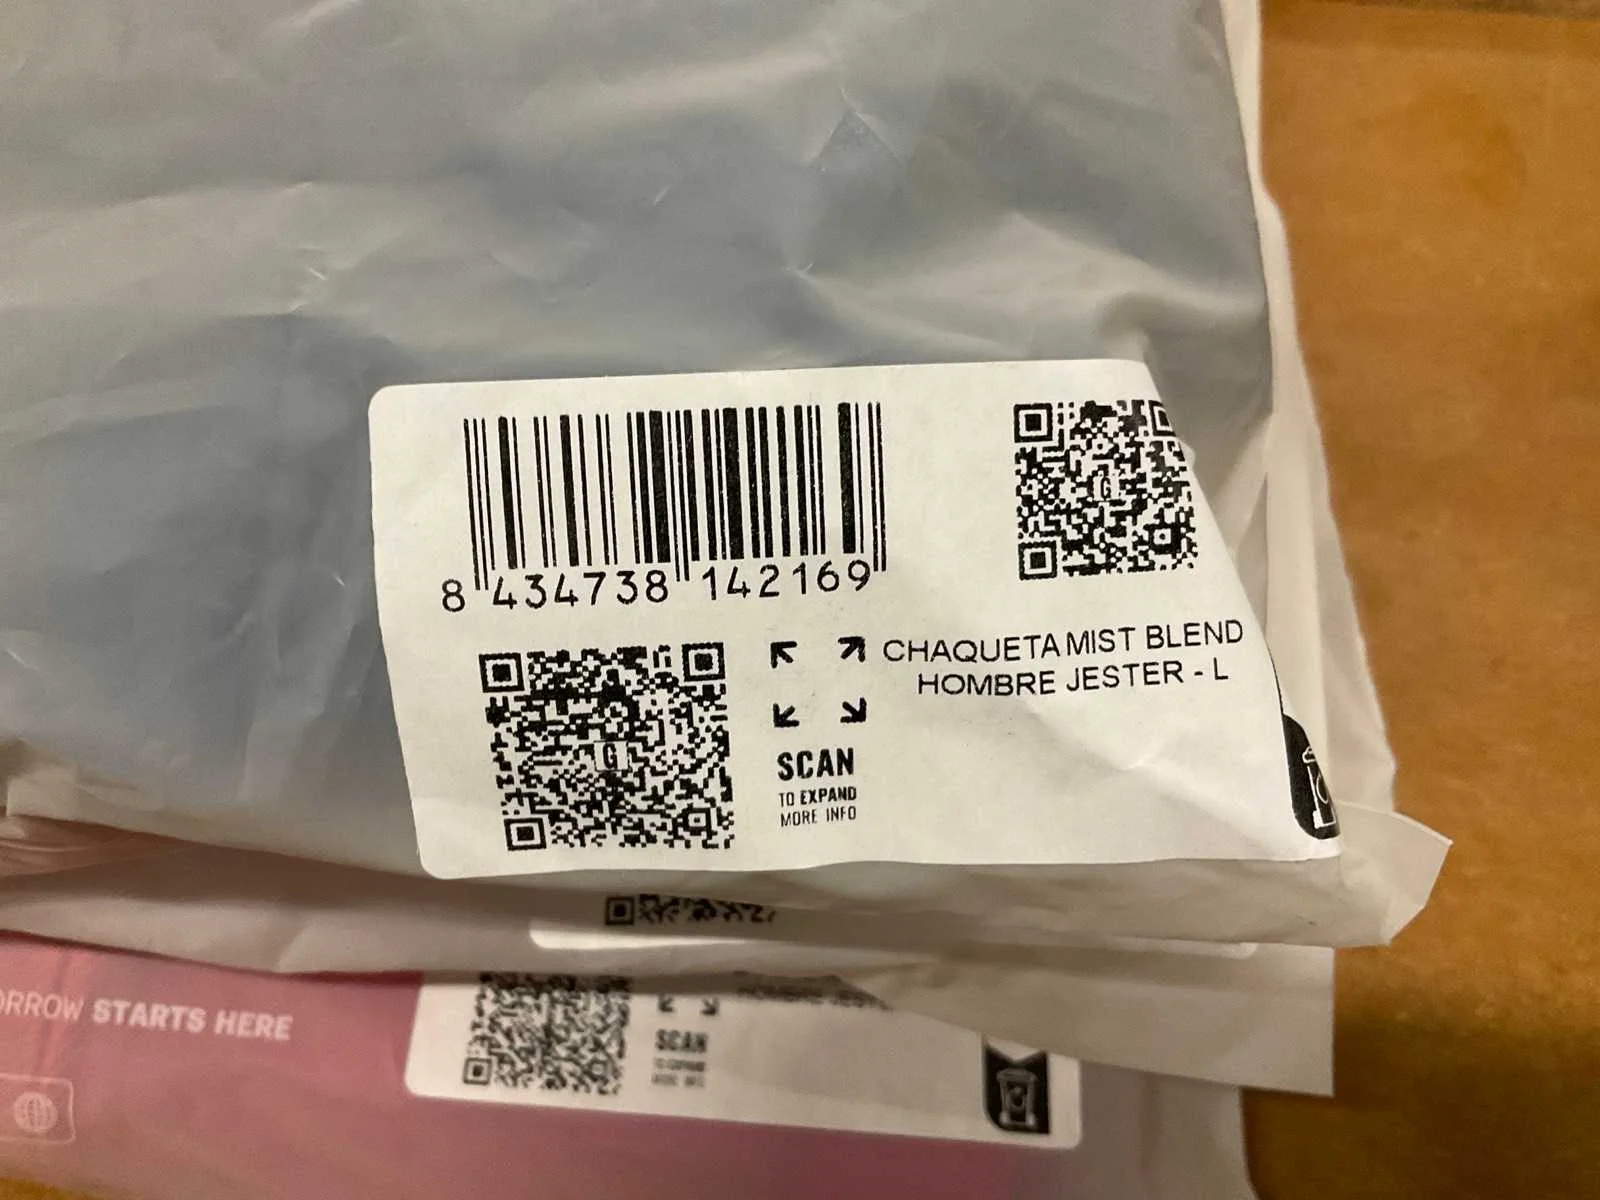 8 434738 142169
G
CHAQUETA MIST BLEND
HOMBRE JESTER - L
G
SCAN
TO EXPAND
MORE INFO
ORROW STARTS HERE
SCAN